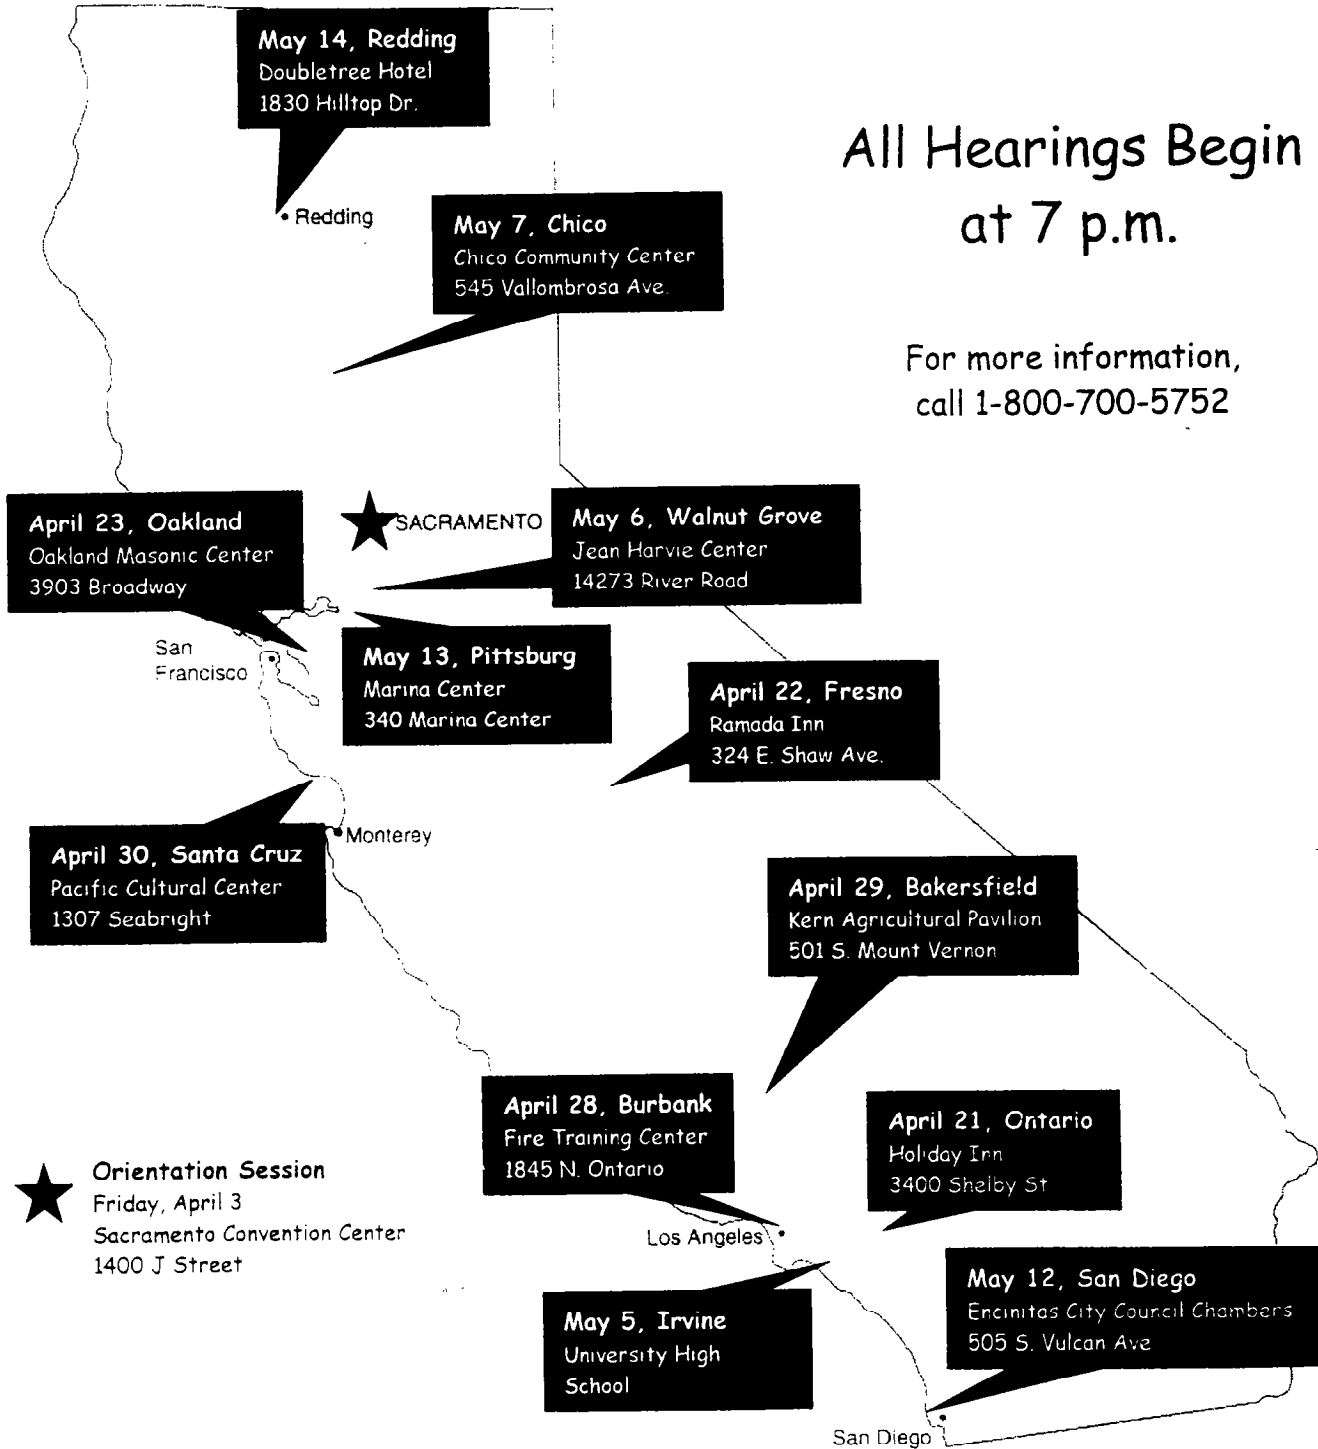 May 14, Redding
Doubletree Hotel
1830 Hilltop Dr.
All Hearings Begin
at 7 p.m.
Redding
May 7, Chico
Chico Community Center
545 Vallombrosa Ave.
For more information,
call 1-800-700-5752
April 23, Oakland
Oakland Masonic Center
3903 Broadway
SACRAMENTO
May 6, Walnut Grove
Jean Harvie Center
14273 River Road
San
Francisco
May 13, Pittsburg
Marina Center
340 Marina Center
April 22, Fresno
Ramada Inn
324 E. Shaw Ave.
Monterey
April 30, Santa Cruz
Pacific Cultural Center
1307 Seabright
April 29, Bakersfield
Kern Agricultural Pavilion
501 S. Mount Vernon
April 28, Burbank
Fire Training Center
1845 N. Ontario
April 21, Ontario
Holiday Inn
3400 Shelby St
Orientation Session
Friday, April 3
Sacramento Convention Center
1400 J Street
Los Angeles
May 5, Irvine
University High
School
May 12, San Diego
Encinitas City Council Chambers
505 S. Vulcan Ave
San Diego